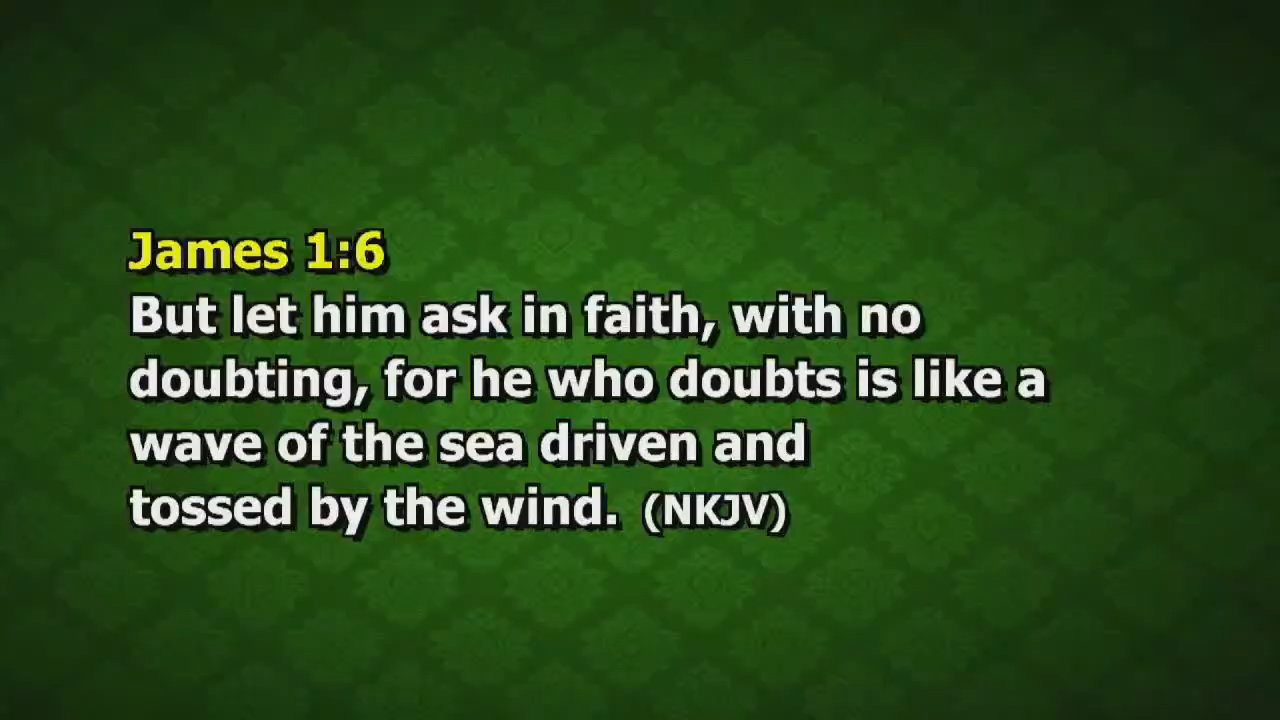 James 1:6
But let him ask in faith, with no
doubting, for he who doubts is like a
wave of the sea driven and
tossed by the wind. (NKJV)